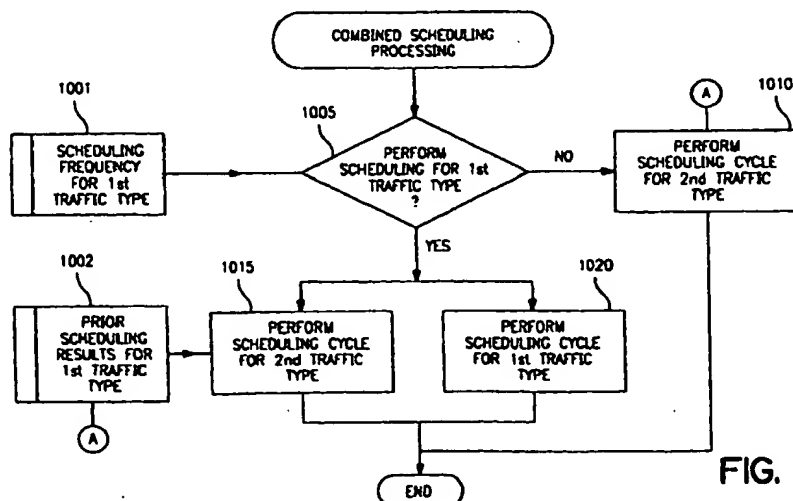 COMBINED SCHEDULING
PROCESSING
1001
SCHEDULING
FREQUENCY
FOR 1st
TRAFFIC TYPE
1005
PERFORM
SCHEDULING FOR 1st
TRAFFIC TYPE
?
NO
YES
A
1010
PERFORM
SCHEDULING CYCLE
FOR 2nd TRAFFIC
TYPE
1002
PRIOR
SCHEDULING
RESULTS FOR
1st TRAFFIC
TYPE
A
1015
PERFORM
SCHEDULING CYCLE
FOR 2nd TRAFFIC
TYPE
1020
PERFORM
SCHEDULING CYCLE
FOR 1st TRAFFIC
TYPE
END
FIG.